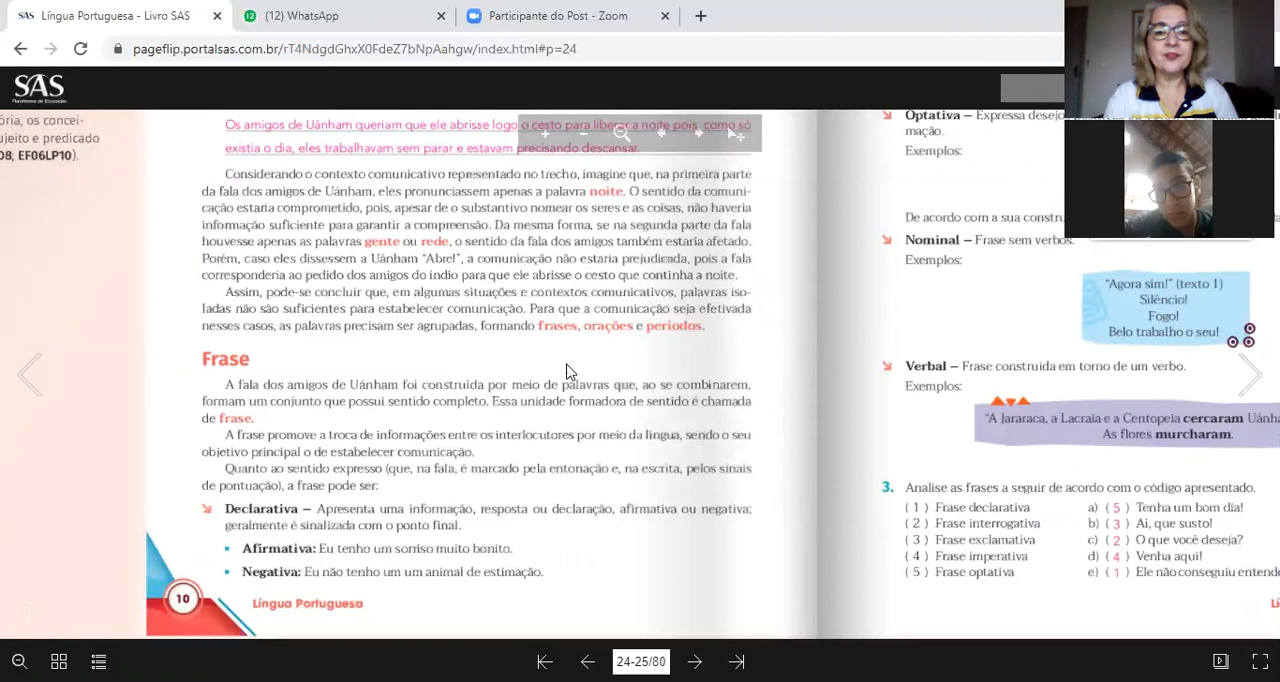 Língua Portuguesa - Livro SAS
(12) WhatsApp
Participante do Post - Zoom
pageflip.portalsas.com.br/rT4NdgdGhxX0FdeZ7bNpAahgw/index.html#p=24
SAS
Plataforma de Educação
ória, os concei-
ujeito e predicado
08; EF06LP10).
Os amigos de Uánham queriam que ele abrisse logo o cesto para liberar a noite pois, como só
existia o dia, eles trabalhavam sem parar e estavam precisando descansar.
Considerando o contexto comunicativo representado no trecho, imagine que, na primeira parte
da fala dos amigos de Uánham, eles pronunciassem apenas a palavra noite. O sentido da comuni-
cação estaria comprometido, pois, apesar de o substantivo nomear os seres e as coisas, não haveria
informação suficiente para garantir a compreensão. Da mesma forma, se na segunda parte da fala
houvesse apenas as palavras gente ou rede, o sentido da fala dos amigos também estaria afetado.
Porém, caso eles dissessem a Uánham "Abre!", a comunicação não estaria prejudicada, pois a fala
corresponderia ao pedido dos amigos do índio para que ele abrisse o cesto que continha a noite.
Assim, pode-se concluir que, em algumas situações e contextos comunicativos, palavras iso-
ladas não são suficientes para estabelecer comunicação. Para que a comunicação seja efetivada
nesses casos, as palavras precisam ser agrupadas, formando frases, orações e períodos.
Frase
A fala dos amigos de Uánham foi construída por meio de palavras que, ao se combinarem,
formam um conjunto que possui sentido completo. Essa unidade formadora de sentido é chamada
de frase.
A frase promove a troca de informações entre os interlocutores por meio da língua, sendo o seu
objetivo principal o de estabelecer comunicação.
Quanto ao sentido expresso (que, na fala, é marcado pela entonação e, na escrita, pelos sinais
de pontuação), a frase pode ser:
Declarativa – Apresenta uma informação, resposta ou declaração, afirmativa ou negativa;
geralmente é sinalizada com o ponto final.
• Afirmativa: Eu tenho um sorriso muito bonito.
• Negativa: Eu não tenho um um animal de estimação.
10
Língua Portuguesa
Optativa – Expressa desejo
mação.
Exemplos:
De acordo com a sua constru
Nominal – Frase sem verbos.
Exemplos:
"Agora sim!" (texto 1)
Silêncio!
Fogo!
Belo trabalho o seu!
Verbal – Frase construída em torno de um verbo.
Exemplos:
"A Jararaca, a Lacraia e a Centopeia cercaram Uánha
As flores murcharam.
3. Analise as frases a seguir de acordo com o código apresentado.
( 1 ) Frase declarativa
( 2 ) Frase interrogativa
( 3 ) Frase exclamativa
( 4 ) Frase imperativa
( 5 ) Frase optativa
a) ( 5 ) Tenha um bom dia!
b) ( 3 ) Ai, que susto!
c) ( 2 ) O que você deseja?
d) ( 4 ) Venha aqui!
e) ( 1 ) Ele não conseguiu entende
Lí
24-25/80